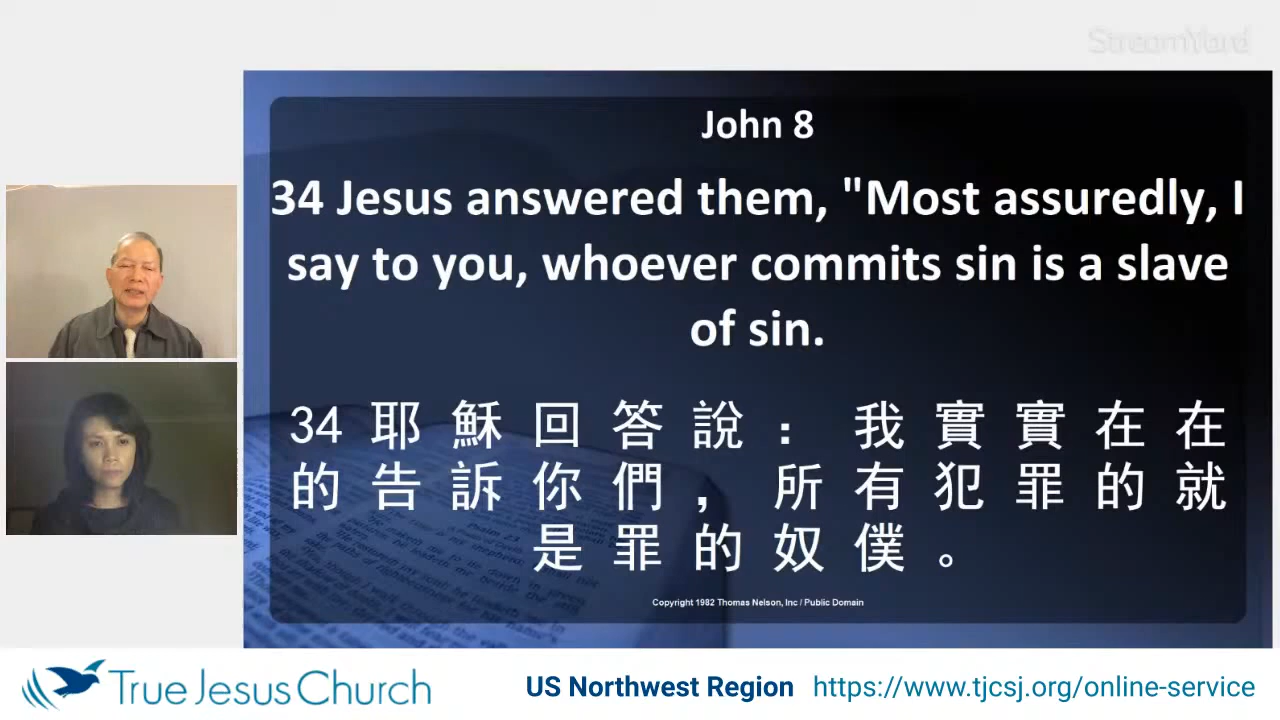 StreamYard
John 8
34 Jesus answered them, "Most assuredly, I
say to you, whoever commits sin is a slave
of sin.
34 耶穌回答說：我實實在在
的告訴你們，所有犯罪的就
是罪的奴僕。
Copyright 1982 Thomas Nelson, Inc / Public Domain
True Jesus Church
US Northwest Region https://www.tjcsj.org/online-service